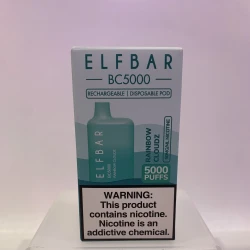 ELFBAR
BC5000
RECHARGEABLE | DISPOSABLE POD
RAINBOW
CLOUDZ
5000
PUFFS
ELFBAR
WARNING:
This product
contains nicotine.
Nicotine is an
addictive chemical.